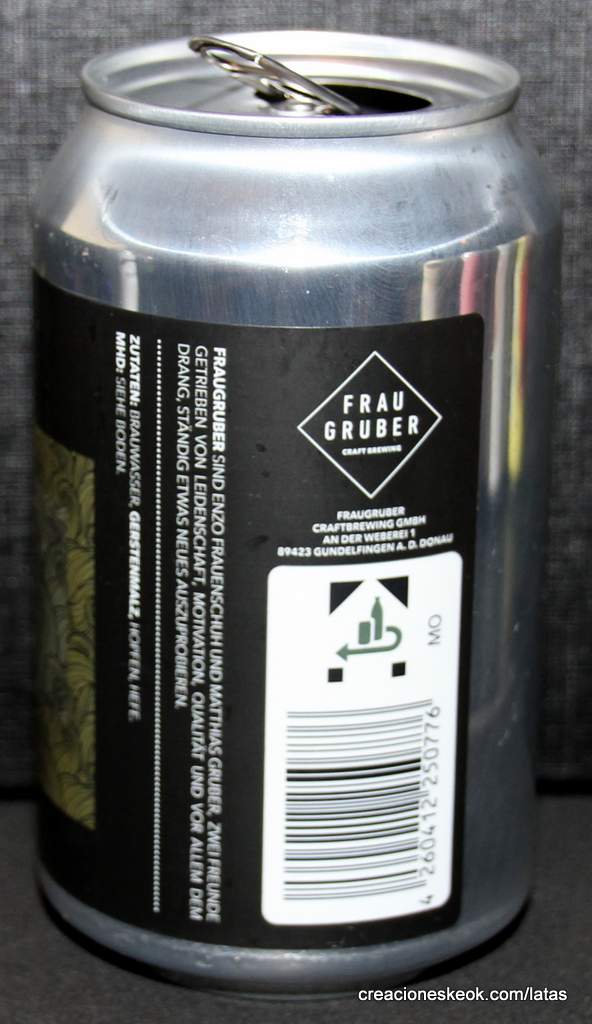 FRAU
GRUBER
CRAFT BREWING
FRAUGRUBER
CRAFTBREWING GMBH
AN DER WEBEREI 1
89423 GUNDELFINGEN A. D. DONAU
MO
4 260412 250776
FRAUGRUBER SIND ENZO FRAUENSCHUH UND MATTHIAS GRUBER. ZWEI FREUNDE
GETRIEBEN VON LEIDENSCHAFT, MOTIVATION, QUALITÄT UND VOR ALLEM DEM
DRANG, STÄNDIG ETWAS NEUES AUSZUPROBIEREN.
ZUTATEN: BRAUWASSER, GERSTENMALZ, HOPFEN, HEFE.
MHD: SIEHE BODEN.
creacioneskeok.com/latas